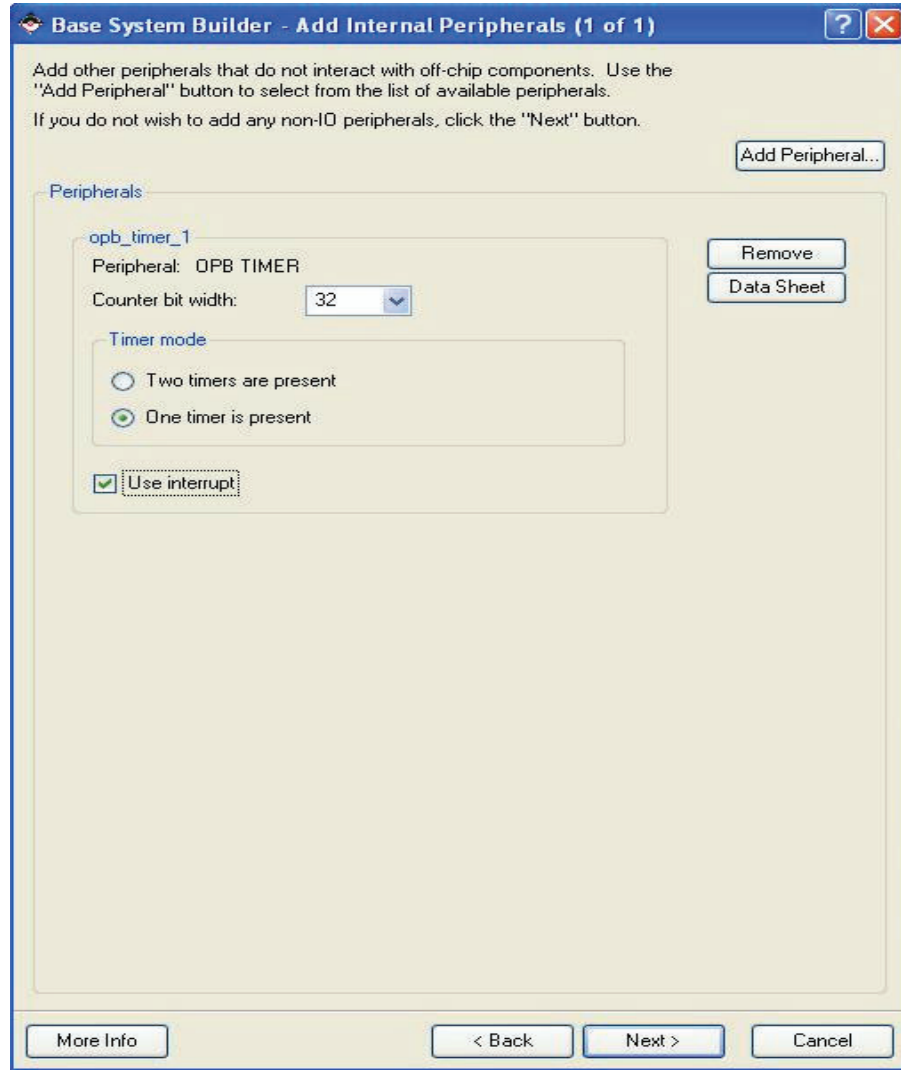 Base System Builder - Add Internal Peripherals (1 of 1)
Add other peripherals that do not interact with off-chip components. Use the
"Add Peripheral" button to select from the list of available peripherals.
If you do not wish to add any non-IO peripherals, click the "Next" button.
Add Peripheral...
Peripherals
opb_timer_1
Peripheral: OPB TIMER
Counter bit width: 32
Remove
Data Sheet
Timer mode
Two timers are present
One timer is present
Use interrupt
More Info
< Back
Next >
Cancel